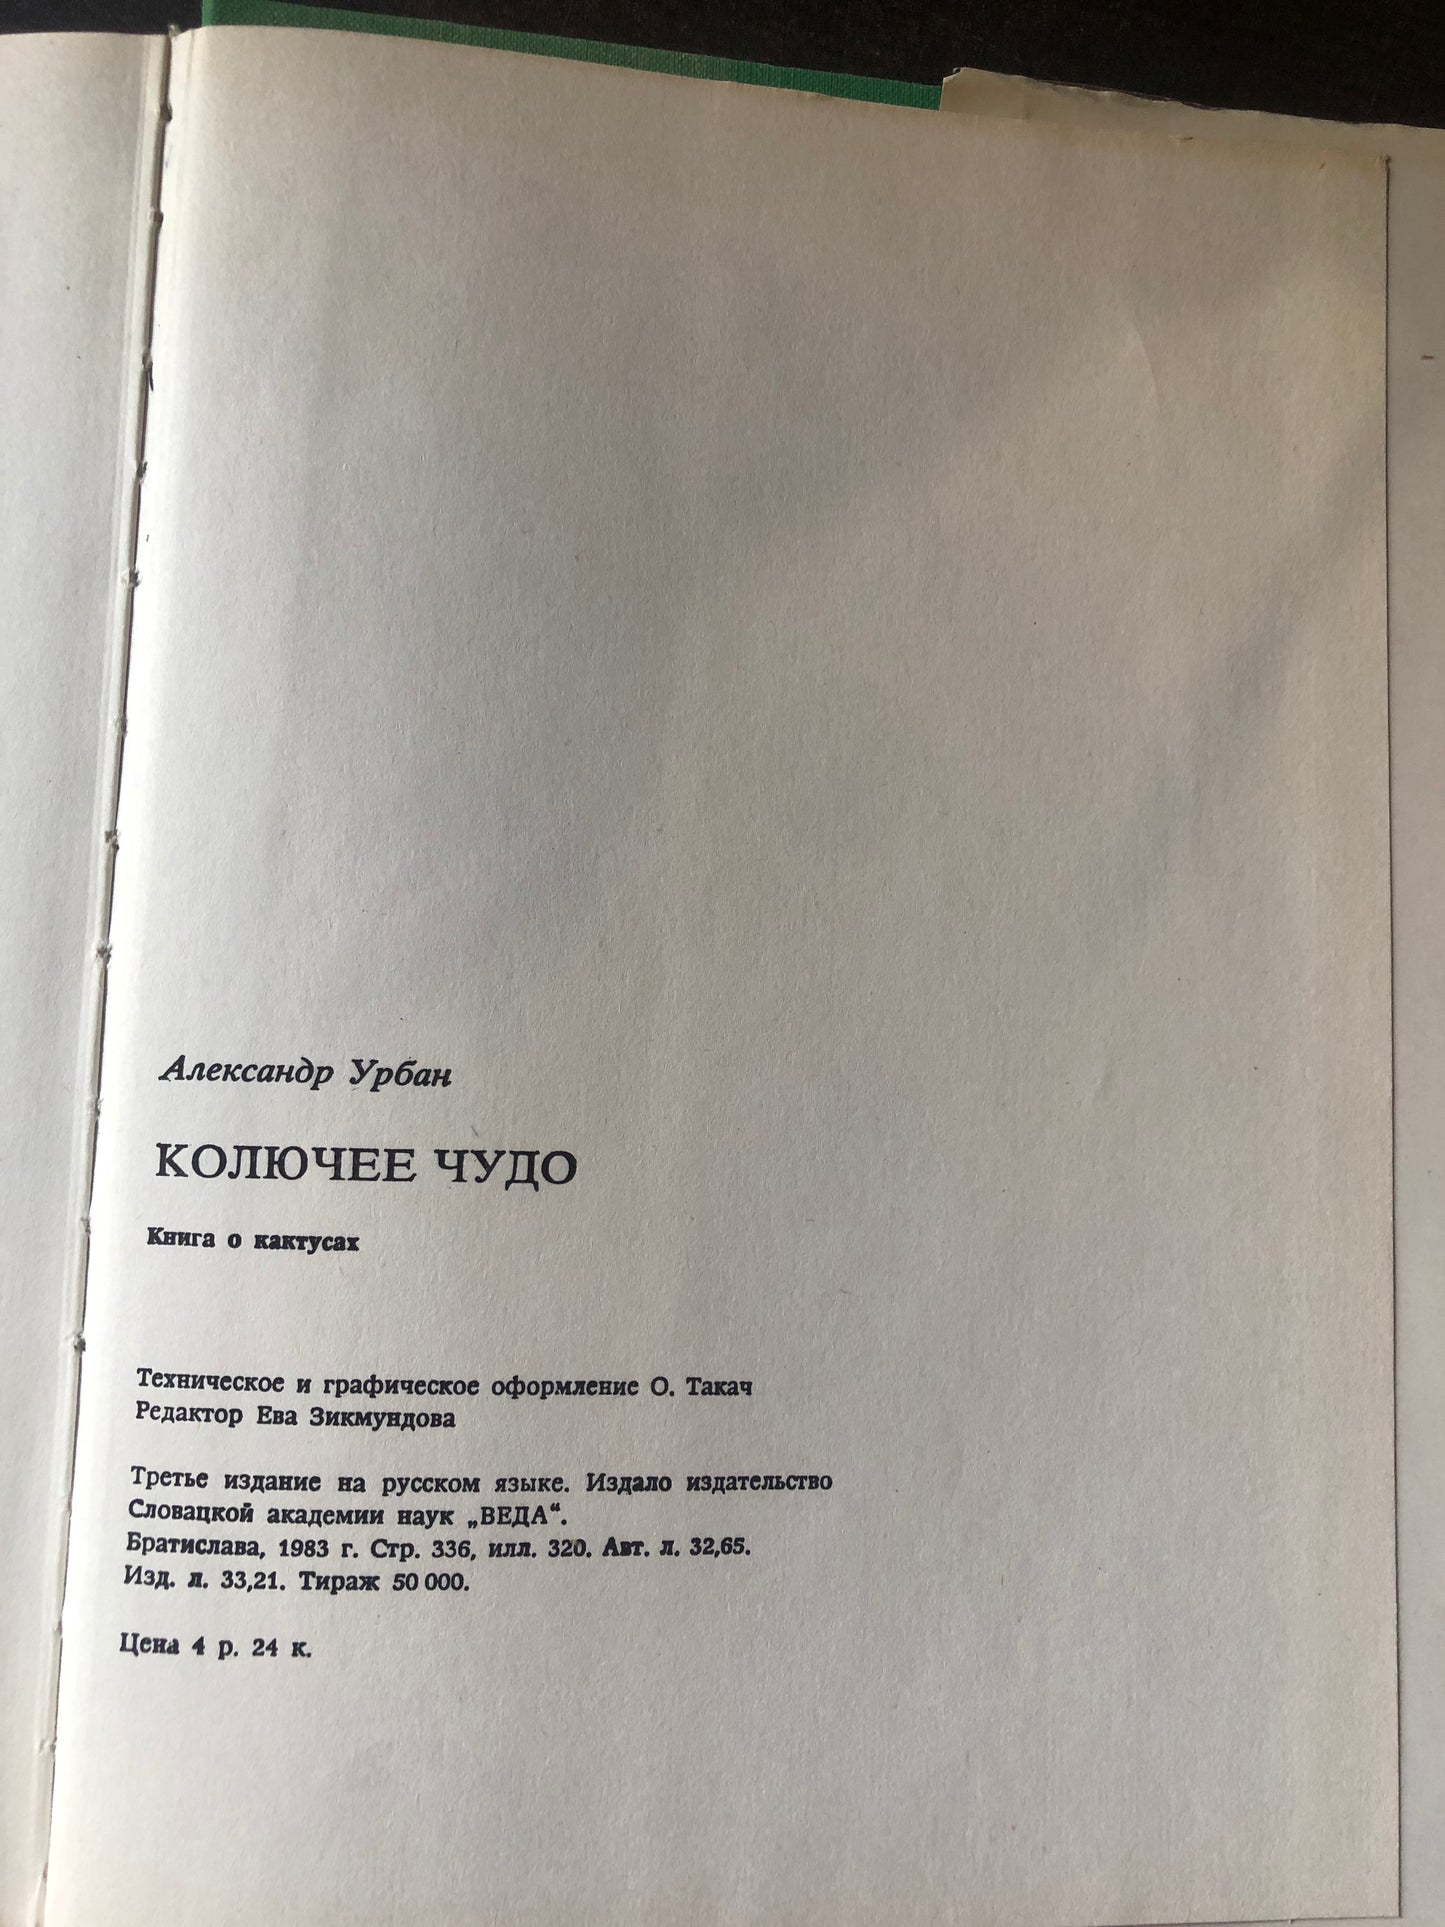 Александр Урбан
КОЛЮЧЕЕ ЧУДО
Книга о кактусах
Техническое и графическое оформление О. Такач
Редактор Ева Зикмундова
Третье издание на русском языке. Издало издательство
Словацкой академии наук „ВЕДА“.
Братислава, 1983 г. Стр. 336, илл. 320. Авт. л. 32,65.
Изд. л. 33,21. Тираж 50 000.
Цена 4 р. 24 к.